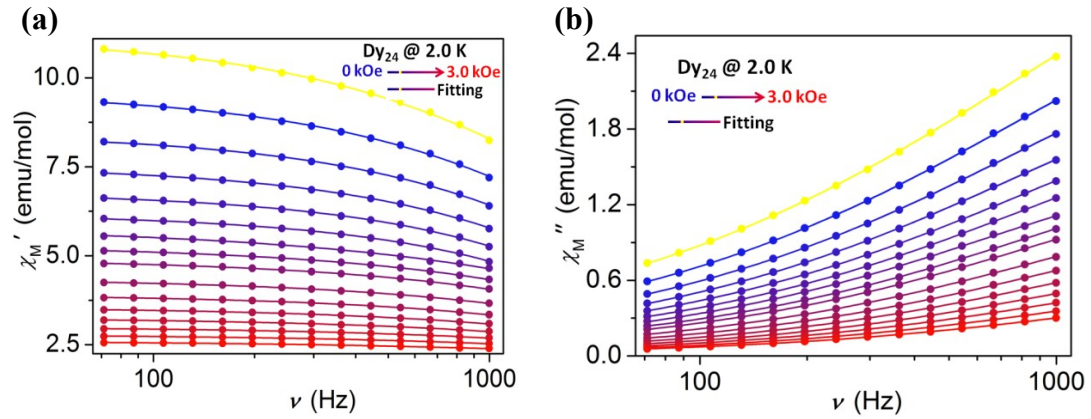 (a)
Dy₂₄ @ 2.0 K
0 kOe 3.0 kOe
Fitting
10.0
7.5
5.0
2.5
χM′ (emu/mol)
100 1000
ν (Hz)
(b)
Dy₂₄ @ 2.0 K
0 kOe 3.0 kOe
Fitting
2.4
1.8
1.2
0.6
0.0
χM″ (emu/mol)
100 1000
ν (Hz)